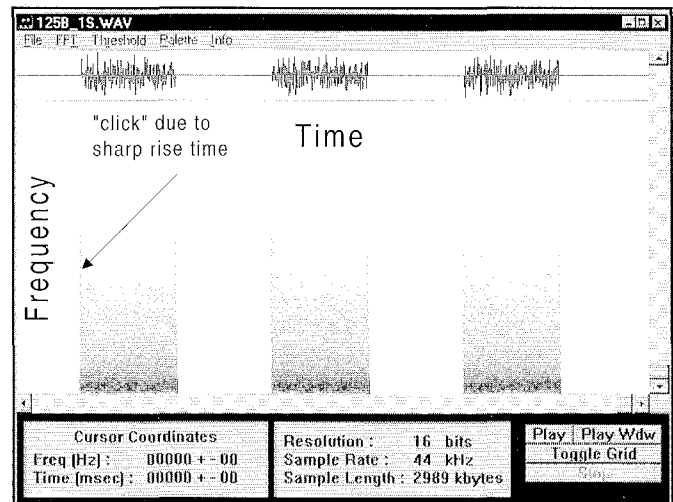 125B_1S.WAV
File FFT Threshold Palette Info
"click" due to
sharp rise time
Time
Frequency
Cursor Coordinates
Freq (Hz) : 00000 + - 00
Time (msec) : 00000 + - 00
Resolution : 16 bits
Sample Rate : 44 kHz
Sample Length : 2989 kbytes
Play Play Wdw
Toggle Grid
Stop